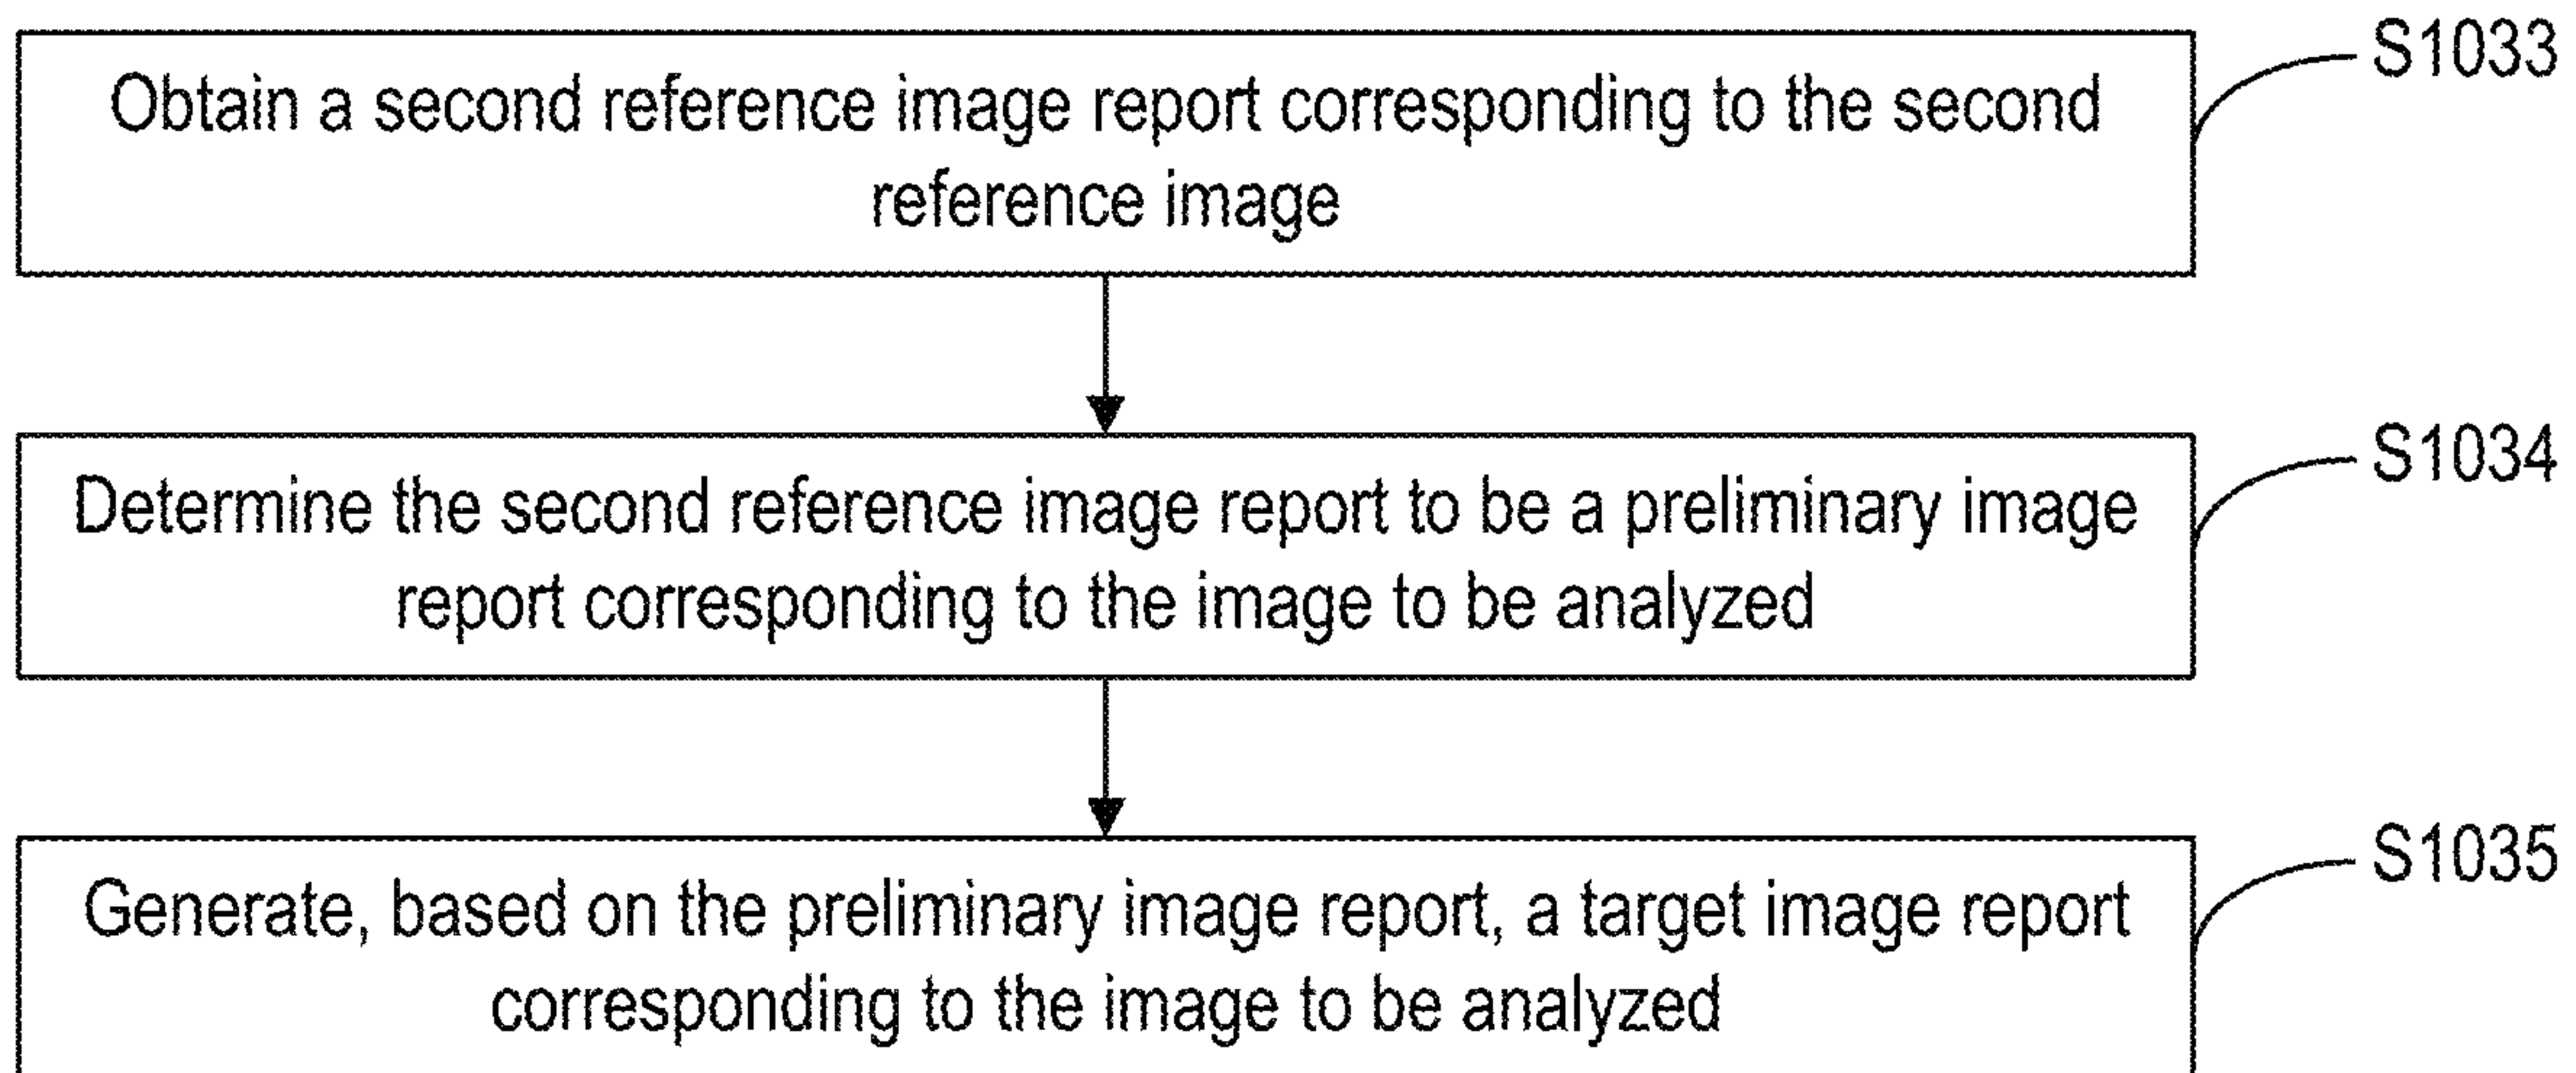 Obtain a second reference image report corresponding to the second
reference image
S1033
Determine the second reference image report to be a preliminary image
report corresponding to the image to be analyzed
S1034
Generate, based on the preliminary image report, a target image report
corresponding to the image to be analyzed
S1035